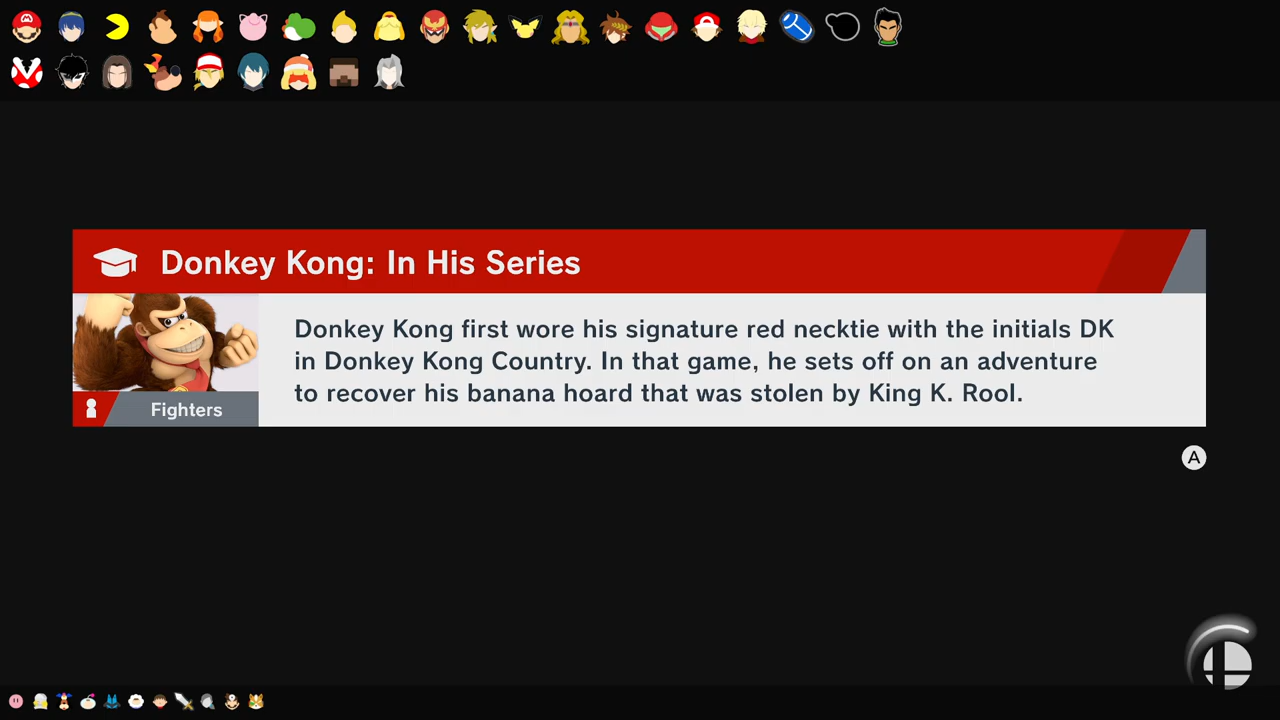 Donkey Kong: In His Series
Donkey Kong first wore his signature red necktie with the initials DK
in Donkey Kong Country. In that game, he sets off on an adventure
to recover his banana hoard that was stolen by King K. Rool.
Fighters
A